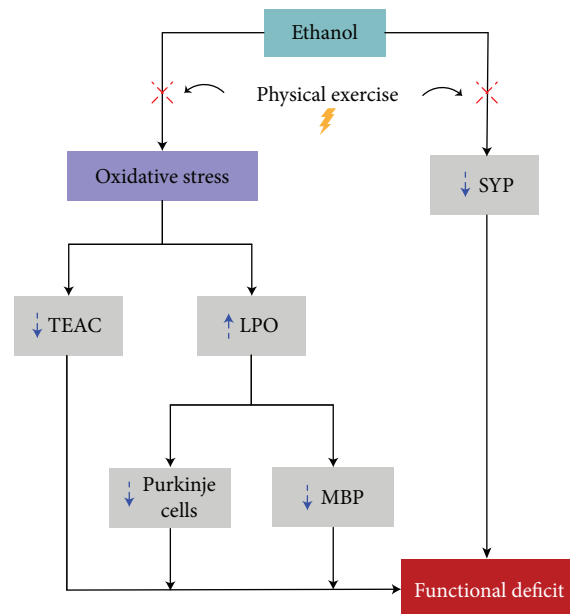 Ethanol
Physical exercise
Oxidative stress
SYP
TEAC
LPO
Purkinje
cells
MBP
Functional deficit